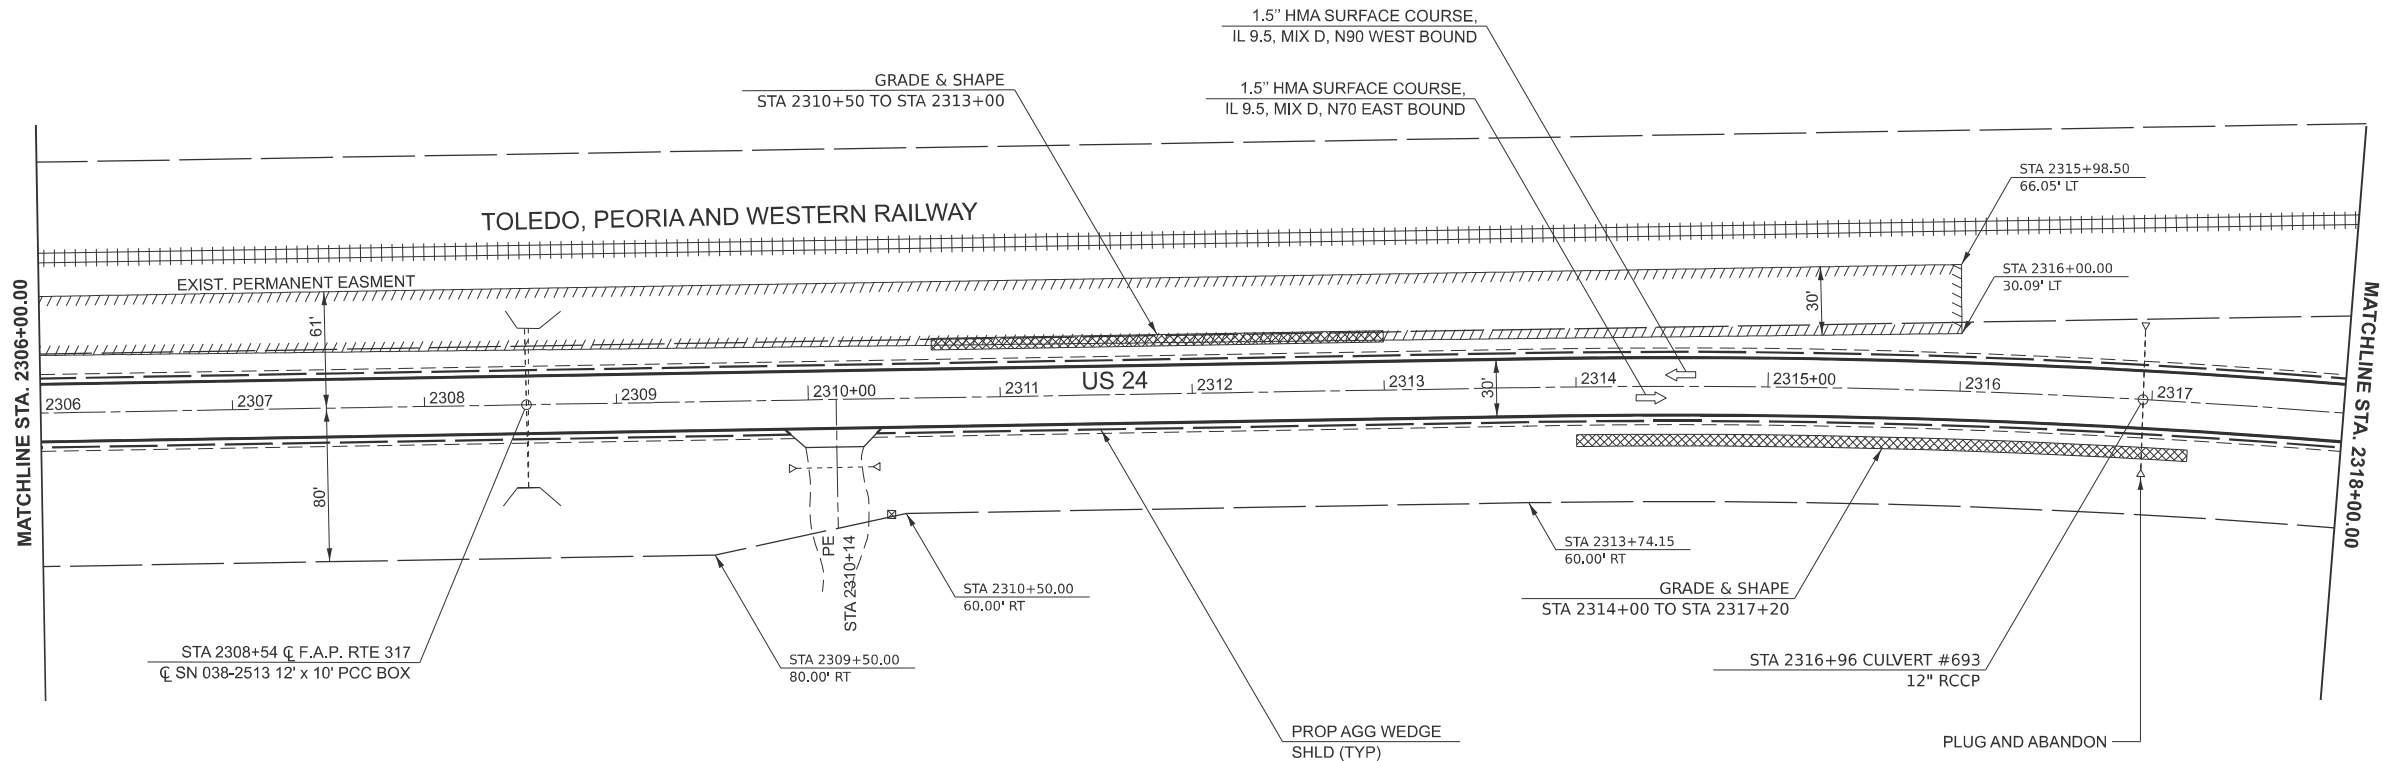 1.5” HMA SURFACE COURSE,
IL 9.5, MIX D, N90 WEST BOUND
GRADE & SHAPE
STA 2310+50 TO STA 2313+00
1.5” HMA SURFACE COURSE,
IL 9.5, MIX D, N70 EAST BOUND
STA 2315+98.50
66.05' LT
TOLEDO, PEORIA AND WESTERN RAILWAY
EXIST. PERMANENT EASMENT
STA 2316+00.00
30.09' LT
61'
30'
MATCHLINE STA. 2306+00.00
MATCHLINE STA. 2318+00.00
US 24
30'
2306
2307
2308
2309
2310+00
2311
2312
2313
2314
2315+00
2316
2317
80'
PE
STA 2310+14
STA 2313+74.15
60.00' RT
STA 2310+50.00
60.00' RT
GRADE & SHAPE
STA 2314+00 TO STA 2317+20
STA 2308+54 ℄ F.A.P. RTE 317
℄ SN 038-2513 12' x 10' PCC BOX
STA 2309+50.00
80.00' RT
STA 2316+96 CULVERT #693
12" RCCP
PROP AGG WEDGE
SHLD (TYP)
PLUG AND ABANDON